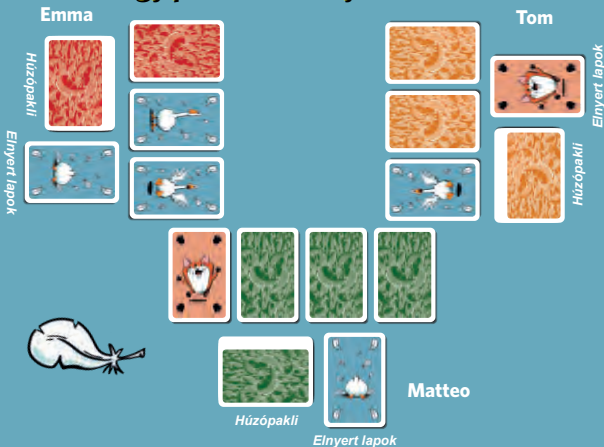 Emma
Tom
Húzópakli
Elnyert lapok
Elnyert lapok
Húzópakli
Matteo
Húzópakli
Elnyert lapok